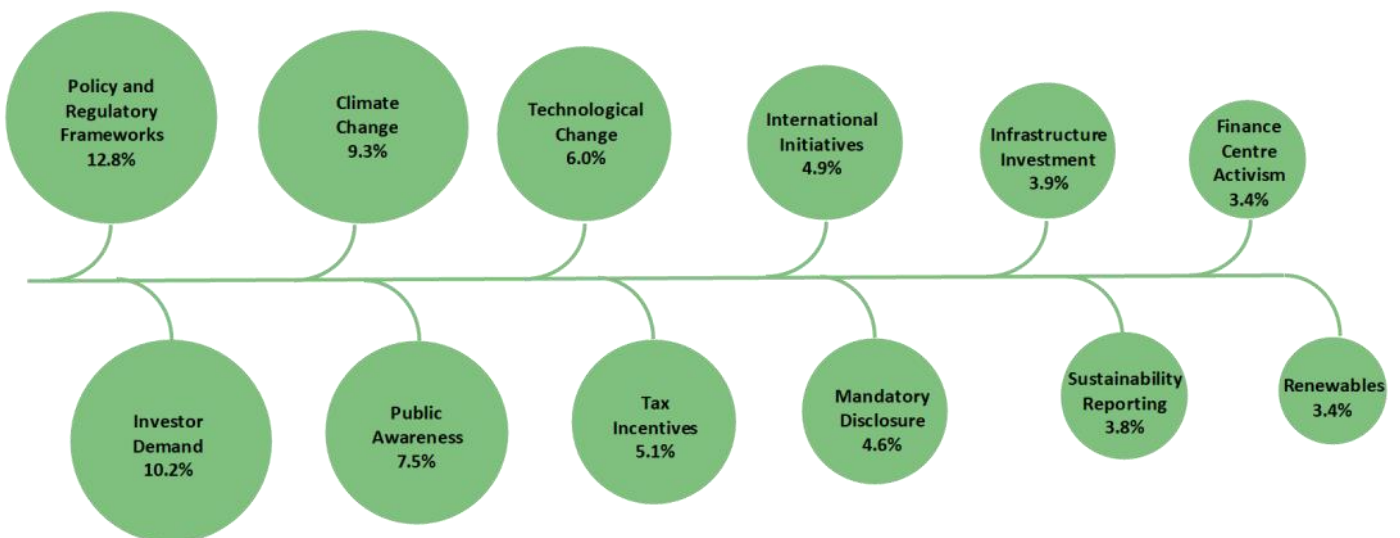 Policy and
Regulatory
Frameworks
12.8%
Climate
Change
9.3%
Technological
Change
6.0%
International
Initiatives
4.9%
Infrastructure
Investment
3.9%
Finance
Centre
Activism
3.4%
Investor
Demand
10.2%
Public
Awareness
7.5%
Tax
Incentives
5.1%
Mandatory
Disclosure
4.6%
Sustainability
Reporting
3.8%
Renewables
3.4%